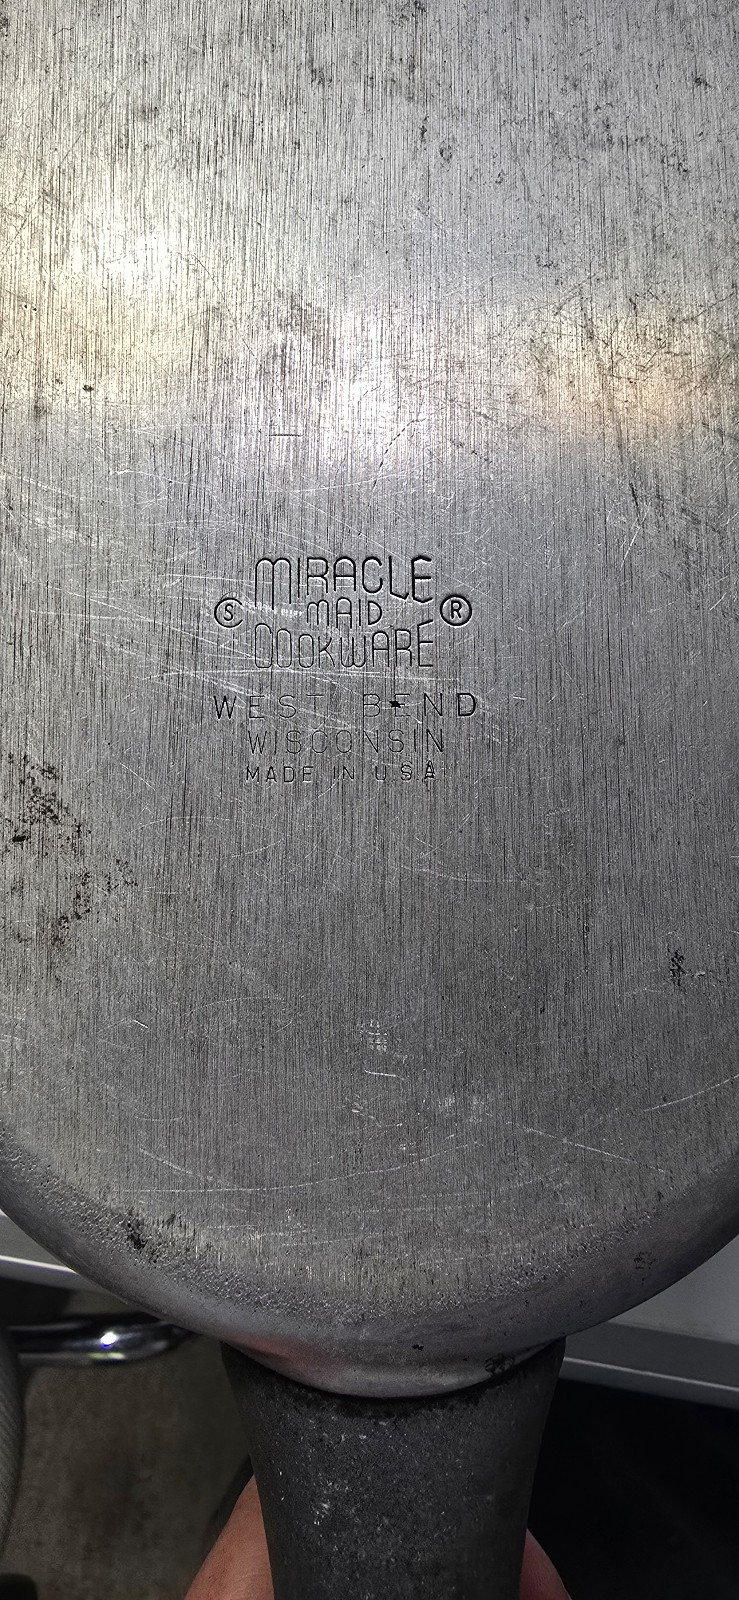 MIRACLE
Ⓢ MAID ®
COOKWARE
WEST BEND
WISCONSIN
MADE IN U.S.A